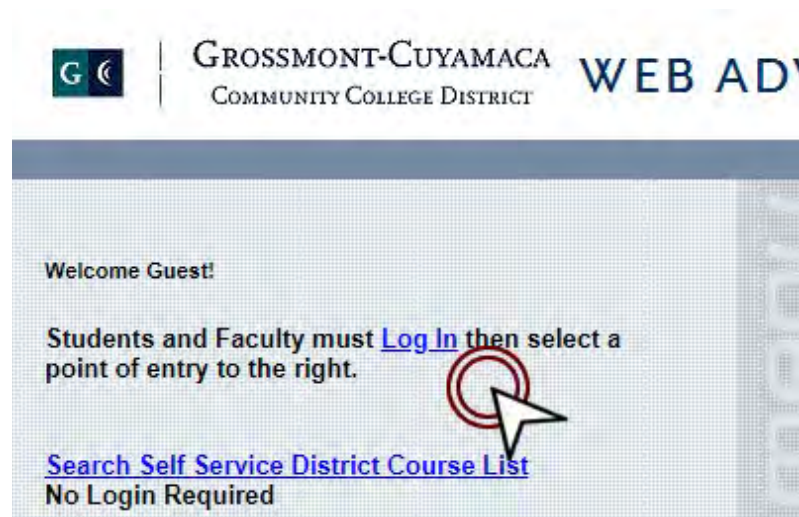 G C
GROSSMONT-CUYAMACA
COMMUNITY COLLEGE DISTRICT
WEB ADV
Welcome Guest!
Students and Faculty must Log In then select a
point of entry to the right.
Search Self Service District Course List
No Login Required